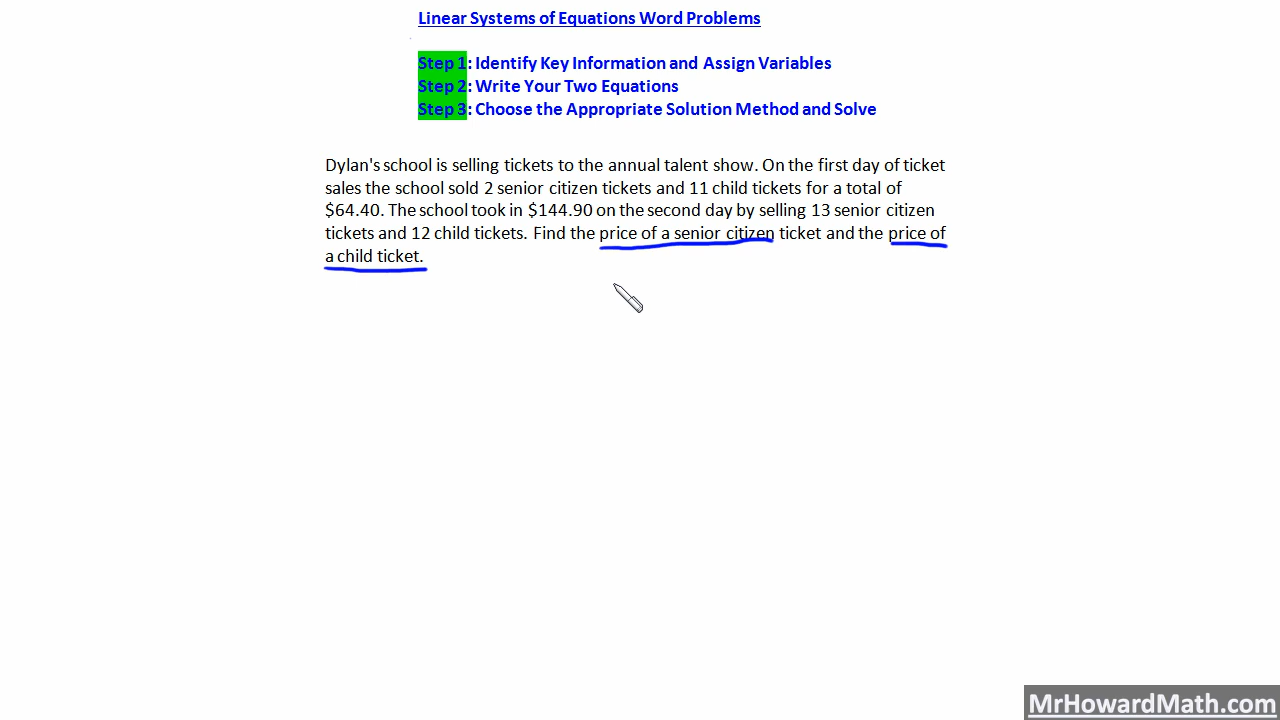 Linear Systems of Equations Word Problems
Step 1: Identify Key Information and Assign Variables
Step 2: Write Your Two Equations
Step 3: Choose the Appropriate Solution Method and Solve
Dylan's school is selling tickets to the annual talent show. On the first day of ticket
sales the school sold 2 senior citizen tickets and 11 child tickets for a total of
$64.40. The school took in $144.90 on the second day by selling 13 senior citizen
tickets and 12 child tickets. Find the price of a senior citizen ticket and the price of
a child ticket.
MrHowardMath.com